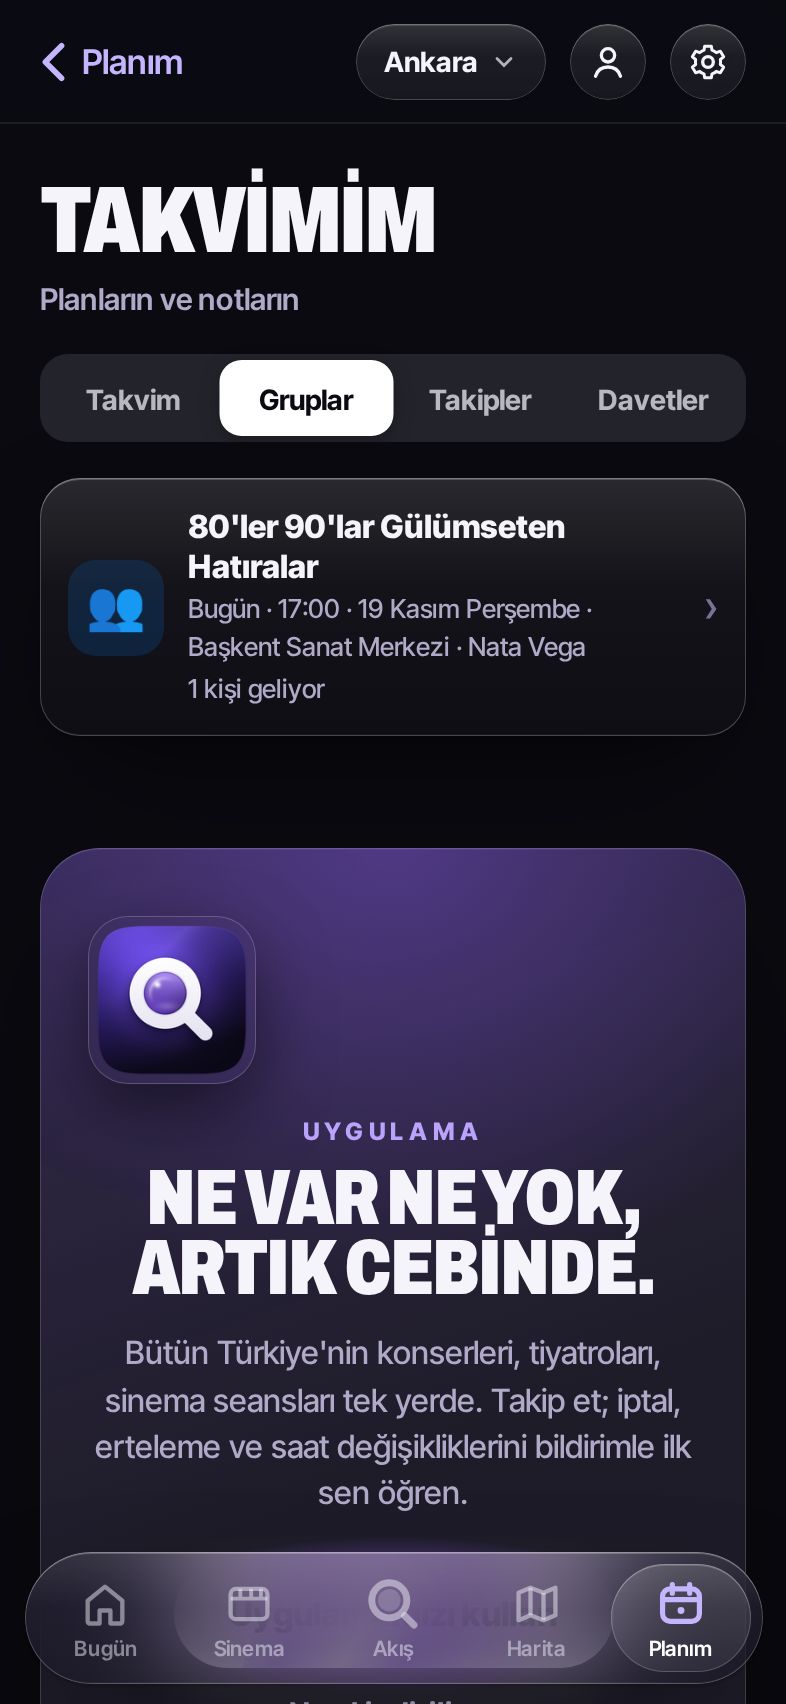 Planım
Ankara
TAKVİMİM
Planların ve notların
Takvim
Gruplar
Takipler
Davetler
80'ler 90'lar Gülümseten
Hatıralar
Bugün · 17:00 · 19 Kasım Perşembe ·
Başkent Sanat Merkezi · Nata Vega
1 kişi geliyor
UYGULAMA
NE VAR NE YOK,
ARTIK CEBİNDE.
Bütün Türkiye'nin konserleri, tiyatroları,
sinema seansları tek yerde. Takip et; iptal,
erteleme ve saat değişikliklerini bildirimle ilk
sen öğren.
Bugün
Sinema
Akış
Harita
Planım